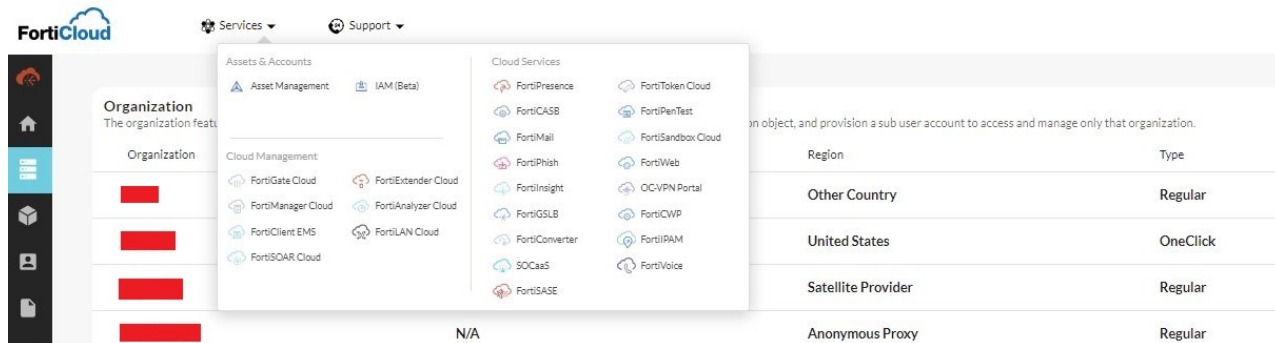 FortiCloud
Services
Support
Assets & Accounts
Asset Management
IAM (Beta)
Cloud Management
FortiGate Cloud
FortiExtender Cloud
FortiManager Cloud
FortiAnalyzer Cloud
FortiClient EMS
FortiLAN Cloud
FortiSOAR Cloud
Cloud Services
FortiPresence
FortiToken Cloud
FortiCASB
FortiPenTest
FortiMail
FortiSandbox Cloud
FortiPhish
FortiWeb
FortiInsight
OC-VPN Portal
FortiGSLB
FortiCWP
FortiConverter
FortiIPAM
SOCaaS
FortiVoice
FortiSASE
Organization
The organization featu
on object, and provision a sub user account to access and manage only that organization.
Organization
Region
Type
Other Country
Regular
United States
OneClick
Satellite Provider
Regular
N/A
Anonymous Proxy
Regular